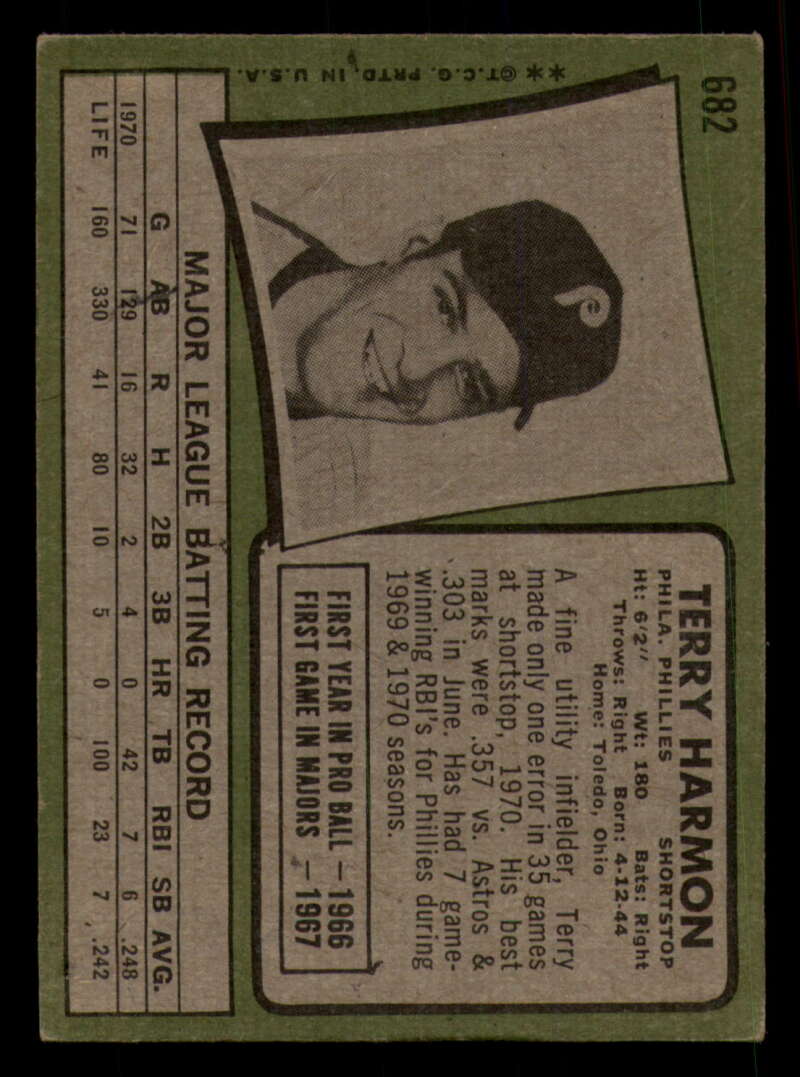 682
TERRY HARMON
PHILA. PHILLIES SHORTSTOP
Ht: 6'2" Wt: 180 Bats: Right
Throws: Right Born: 4-12-44
Home: Toledo, Ohio
A fine utility infielder, Terry
made only one error in 35 games
at shortstop, 1970. His best
marks were .357 vs. Astros &
.303 in June. Has had 7 game-
winning RBI's for Phillies during
1969 & 1970 seasons.
FIRST YEAR IN PRO BALL — 1966
FIRST GAME IN MAJORS — 1967
P
MAJOR LEAGUE BATTING RECORD
G AB R H 2B 3B HR TB RBI SB AVG.
1970 71 129 16 32 2 4 0 42 7 6 .248
LIFE 160 330 41 80 10 5 0 100 23 7 .242
** ©T.C.G. PRTD. IN U.S.A.